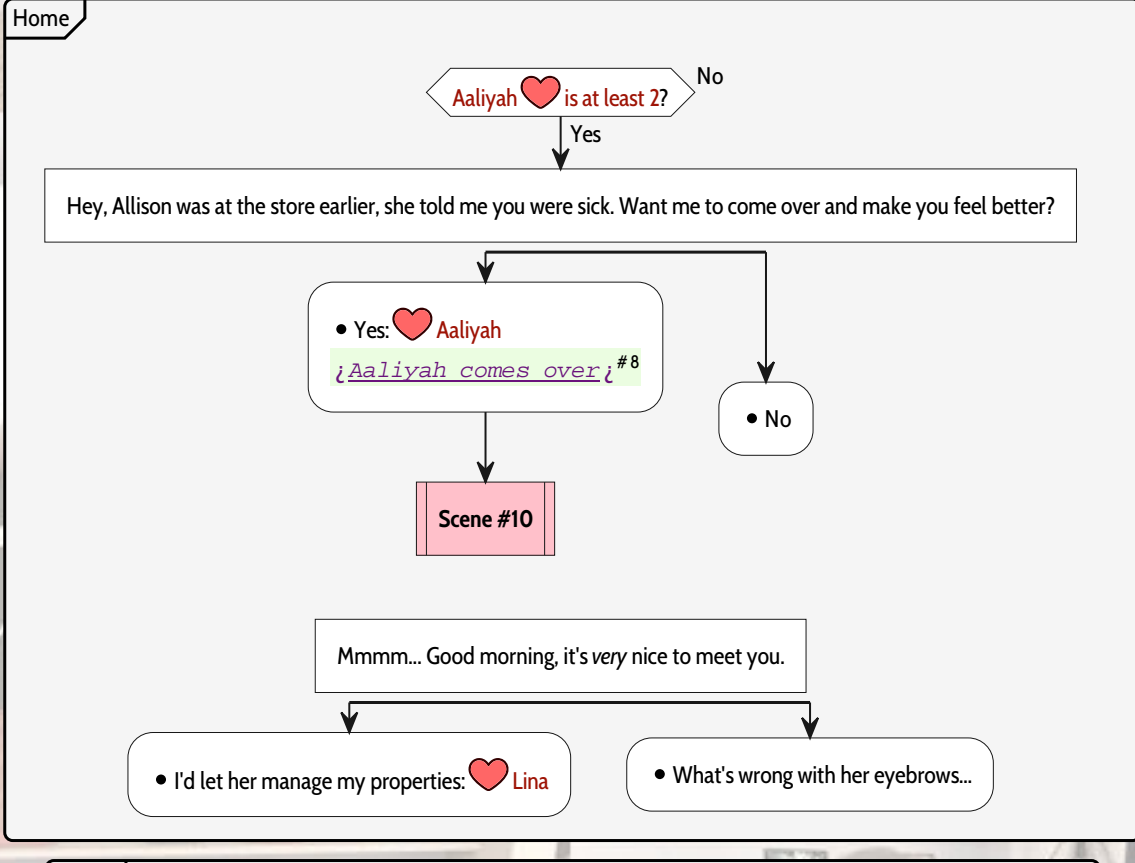 Home
Aaliyah is at least 2?
No
Yes
Hey, Allison was at the store earlier, she told me you were sick. Want me to come over and make you feel better?
• Yes: Aaliyah
¿Aaliyah comes over¿#8
• No
Scene #10
Mmmm... Good morning, it's very nice to meet you.
• I'd let her manage my properties: Lina
• What's wrong with her eyebrows...